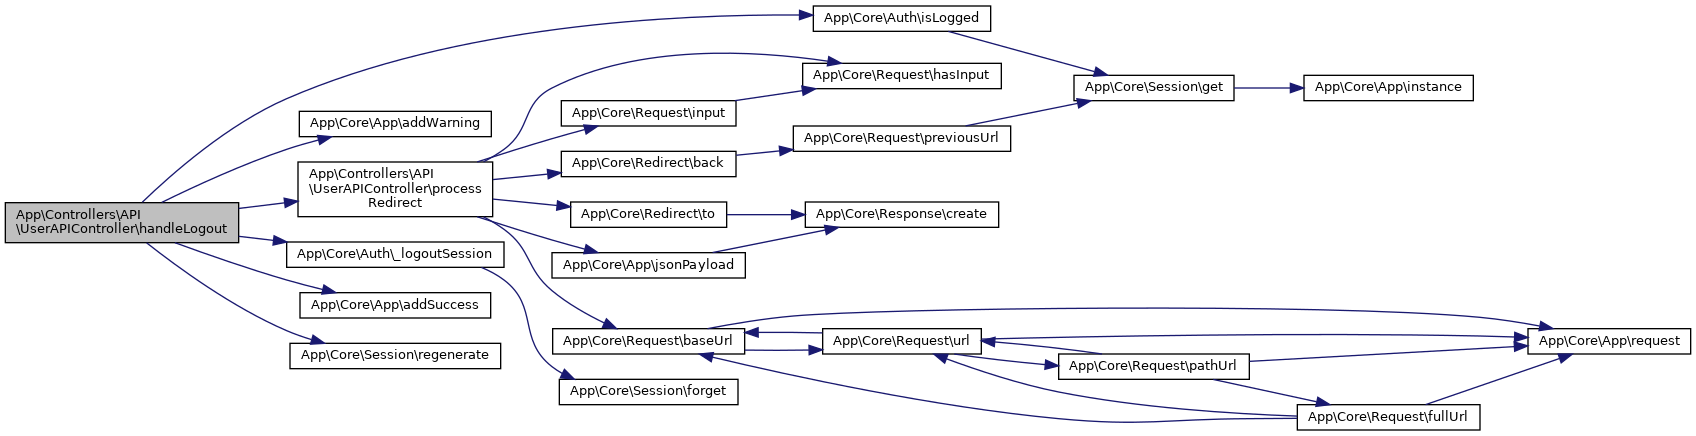 App\Controllers\API
\UserAPIController\handleLogout
App\Core\Auth\isLogged
App\Core\App\addWarning
App\Controllers\API
\UserAPIController\process
Redirect
App\Core\Auth\_logoutSession
App\Core\App\addSuccess
App\Core\Session\regenerate
App\Core\Request\hasInput
App\Core\Request\input
App\Core\Redirect\back
App\Core\Redirect\to
App\Core\App\jsonPayload
App\Core\Request\baseUrl
App\Core\Session\forget
App\Core\Request\previousUrl
App\Core\Response\create
App\Core\Request\url
App\Core\Session\get
App\Core\App\instance
App\Core\Request\pathUrl
App\Core\Request\fullUrl
App\Core\App\request